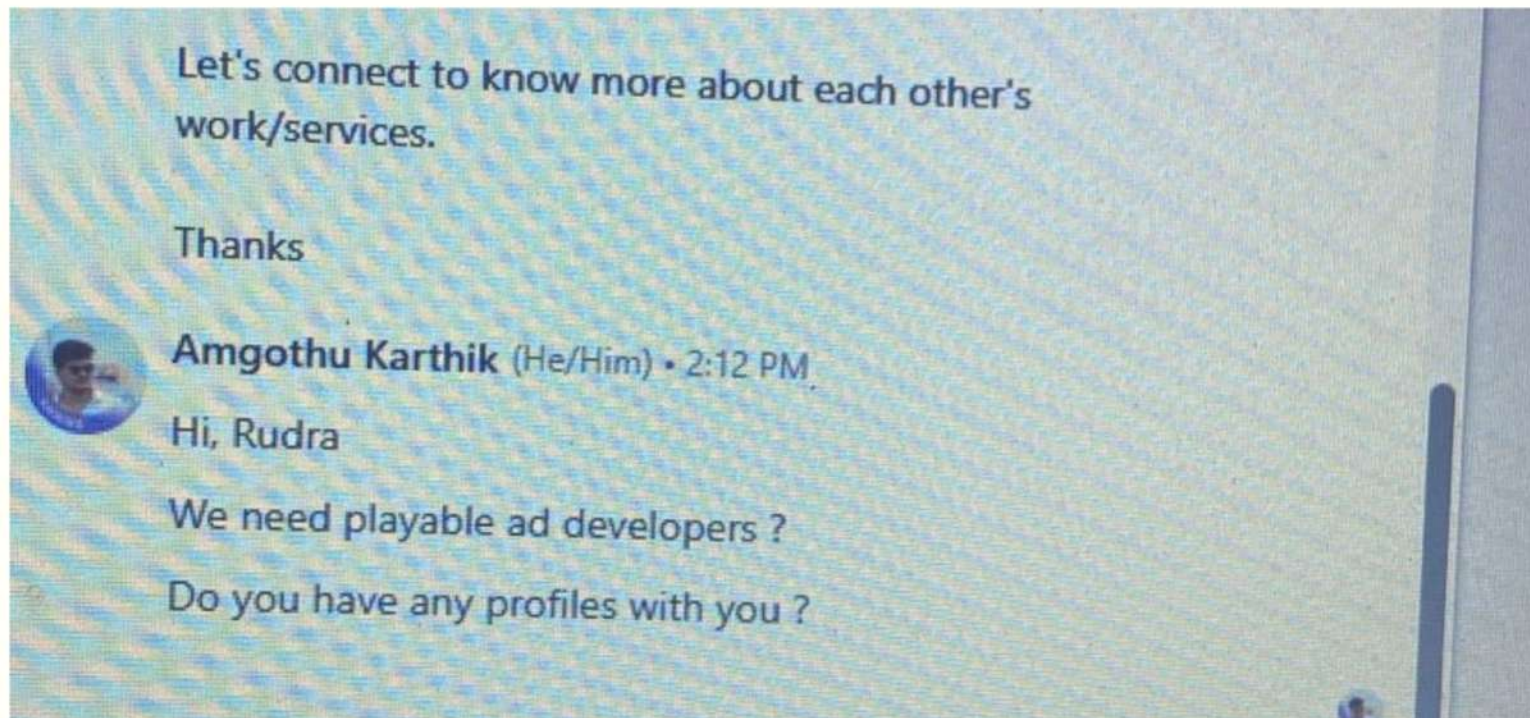 Let's connect to know more about each other's
work/services.
Thanks
Amgothu Karthik (He/Him) • 2:12 PM
Hi, Rudra
We need playable ad developers ?
Do you have any profiles with you ?